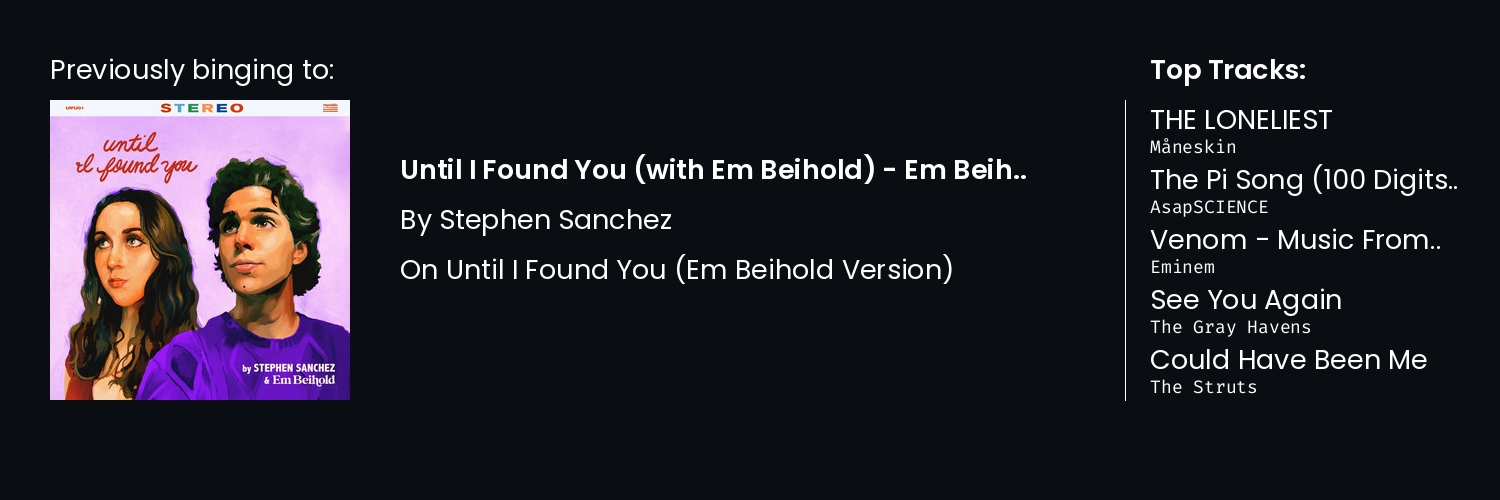 Previously binging to:
STEREO
until
I found you
by STEPHEN SANCHEZ
& Em Beihold
Until I Found You (with Em Beihold) - Em Beih..
By Stephen Sanchez
On Until I Found You (Em Beihold Version)
Top Tracks:
THE LONELIEST
Måneskin
The Pi Song (100 Digits..
AsapSCIENCE
Venom - Music From..
Eminem
See You Again
The Gray Havens
Could Have Been Me
The Struts